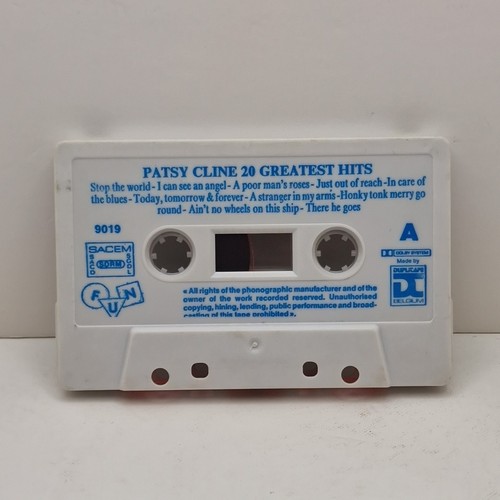 PATSY CLINE 20 GREATEST HITS
Stop the world - I can see an angel - A poor man's roses - Just out of reach - In care of
the blues - Today, tomorrow & forever - A stranger in my arms - Honky tonk merry go
round - Ain't no wheels on this ship - There he goes
9019
A
SACEM
SDRM
DOLBY SYSTEM
Made by
DUPLICAPE
DL
BELGIUM
FUN
« All rights of the phonographic manufacturer and of the
owner of the work recorded reserved. Unauthorised
copying, hiring, lending, public performance and broad-
casting of this tape prohibited ».